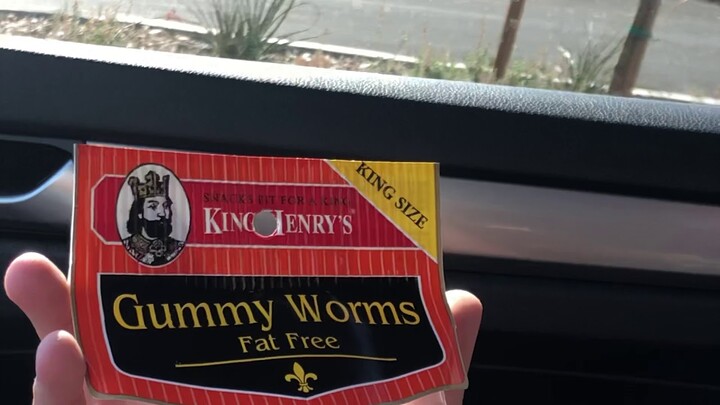 SNACKS FIT FOR A KING
KING HENRY'S®
KING SIZE
Gummy Worms
Fat Free